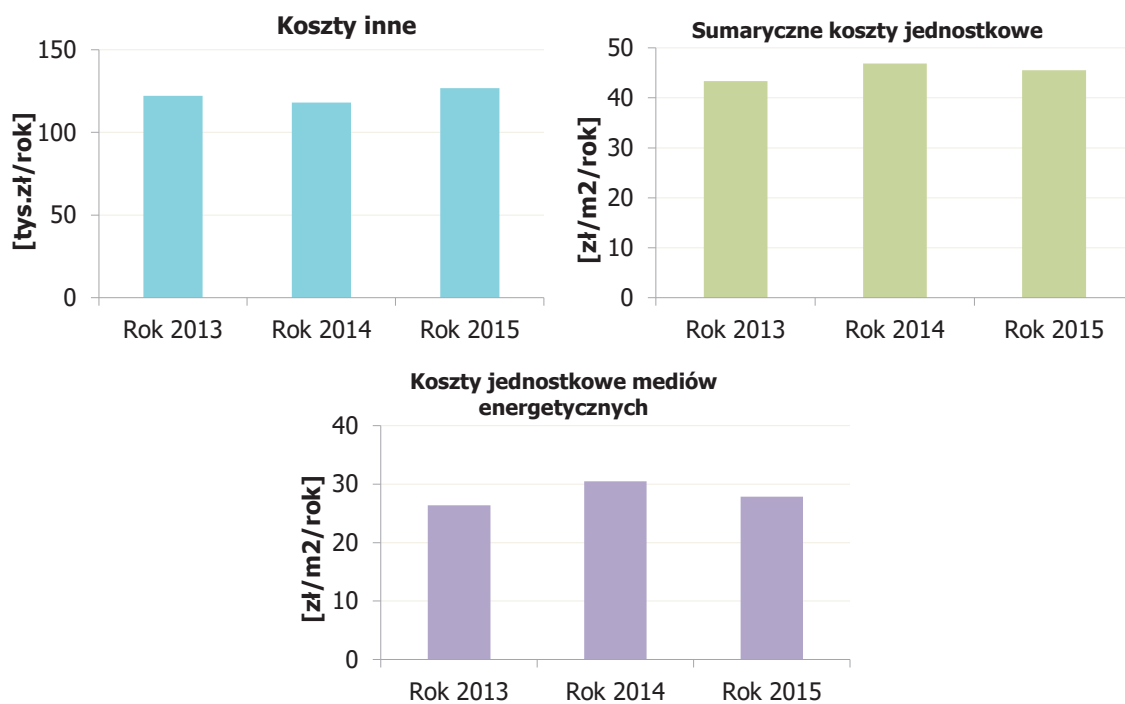 Koszty inne
[tys.zł/rok]
150
100
50
0
Rok 2013
Rok 2014
Rok 2015
Sumaryczne koszty jednostkowe
[zł/m2/rok]
50
40
30
20
10
0
Rok 2013
Rok 2014
Rok 2015
Koszty jednostkowe mediów
energetycznych
[zł/m2/rok]
40
30
20
10
0
Rok 2013
Rok 2014
Rok 2015